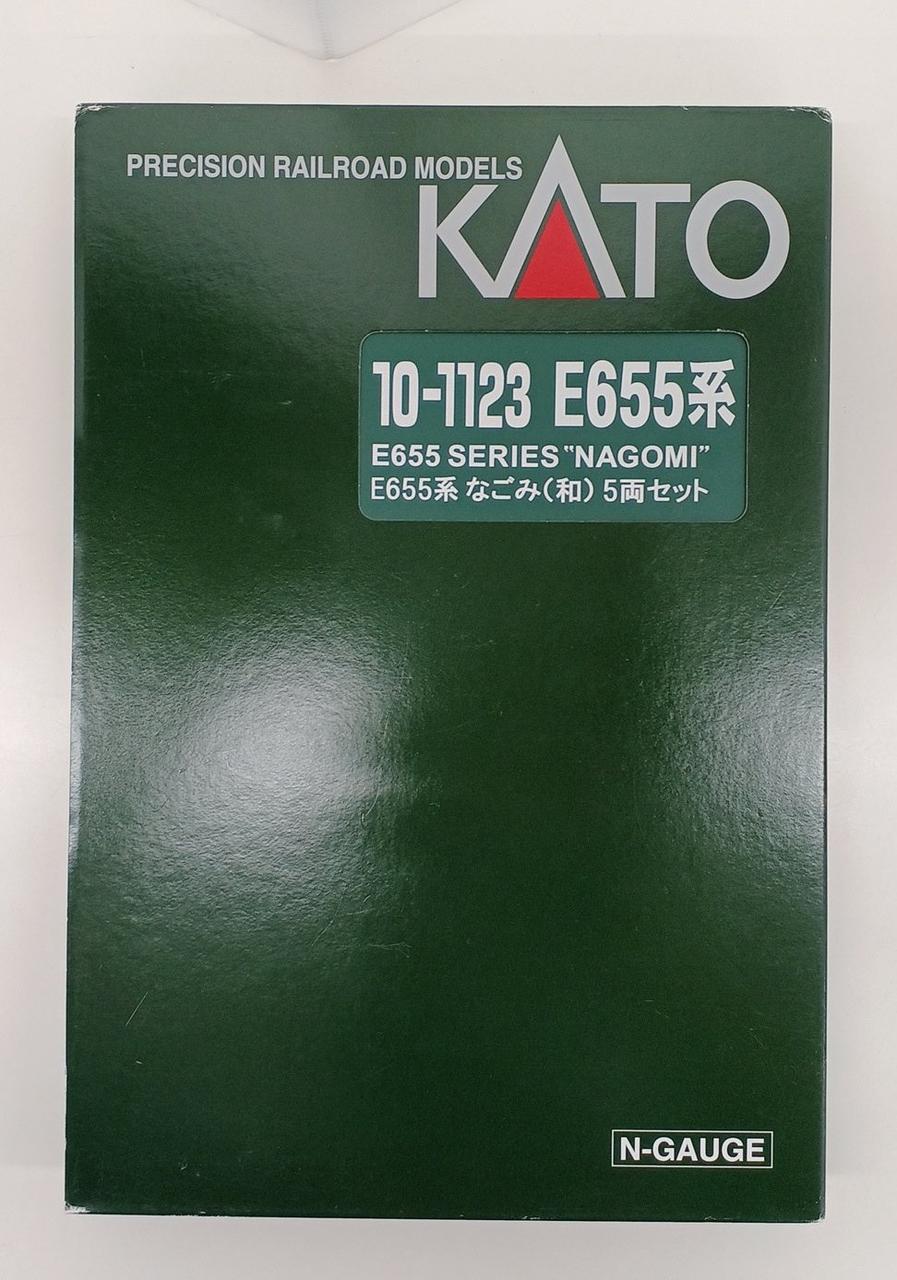 PRECISION RAILROAD MODELS
KATO
10-1123 E655系
E655 SERIES "NAGOMI"
E655系 なごみ(和) 5両セット
N-GAUGE